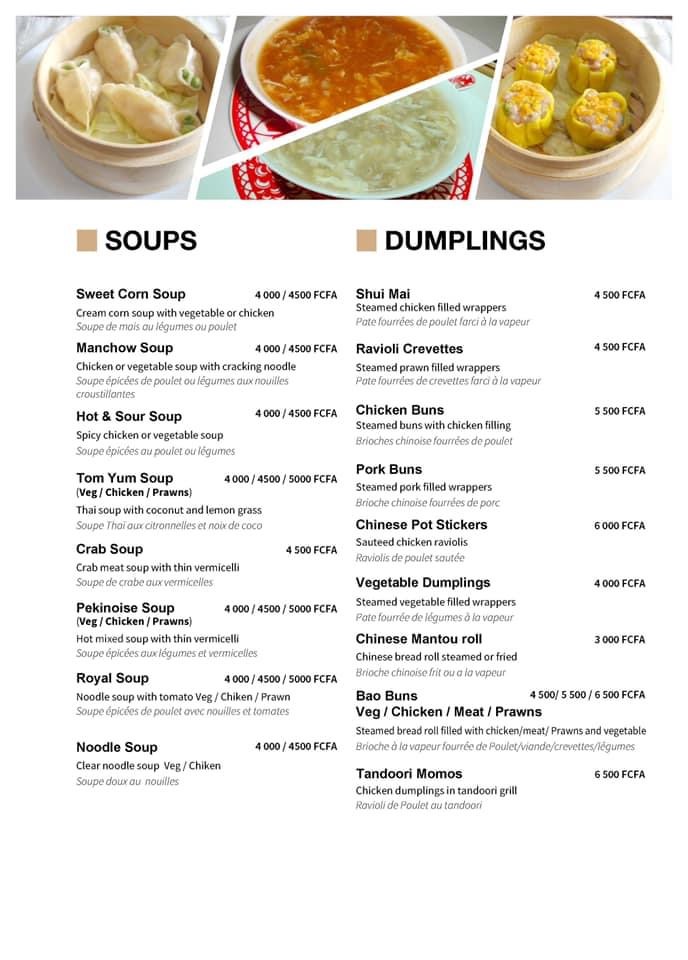 SOUPS
Sweet Corn Soup 4 000 / 4500 FCFA
Cream corn soup with vegetable or chicken
Soupe de mais au légumes ou poulet
Manchow Soup 4 000 / 4500 FCFA
Chicken or vegetable soup with cracking noodle
Soupe épicées de poulet ou légumes aux nouilles
croustillantes
Hot & Sour Soup 4 000 / 4500 FCFA
Spicy chicken or vegetable soup
Soupe épicées au poulet ou légumes
Tom Yum Soup 4 000 / 4500 / 5000 FCFA
(Veg / Chicken / Prawns)
Thai soup with coconut and lemon grass
Soupe Thai aux citronnelles et noix de coco
Crab Soup 4 500 FCFA
Crab meat soup with thin vermicelli
Soupe de crabe aux vermicelles
Pekinoise Soup 4 000 / 4500 / 5000 FCFA
(Veg / Chicken / Prawns)
Hot mixed soup with thin vermicelli
Soupe épicées aux légumes et vermicelles
Royal Soup 4 000 / 4500 / 5000 FCFA
Noodle soup with tomato Veg / Chiken / Prawn
Soupe épicées de poulet avec nouilles et tomates
Noodle Soup 4 000 / 4500 FCFA
Clear noodle soup Veg / Chiken
Soupe doux au nouilles
DUMPLINGS
Shui Mai 4 500 FCFA
Steamed chicken filled wrappers
Pate fourrées de poulet farci à la vapeur
Ravioli Crevettes 4 500 FCFA
Steamed prawn filled wrappers
Pate fourrées de crevettes farci à la vapeur
Chicken Buns 5 500 FCFA
Steamed buns with chicken filling
Brioches chinoise fourrées de poulet
Pork Buns 5 500 FCFA
Steamed pork filled wrappers
Brioche chinoise fourrées de porc
Chinese Pot Stickers 6 000 FCFA
Sauteed chicken raviolis
Raviolis de poulet sautée
Vegetable Dumplings 4 000 FCFA
Steamed vegetable filled wrappers
Pate fourrée de légumes à la vapeur
Chinese Mantou roll 3 000 FCFA
Chinese bread roll steamed or fried
Brioche chinoise frit ou a la vapeur
Bao Buns 4 500/ 5 500 / 6 500 FCFA
Veg / Chicken / Meat / Prawns
Steamed bread roll filled with chicken/meat/ Prawns and vegetable
Brioche à la vapeur fourrée de Poulet/viande/crevettes/légumes
Tandoori Momos 6 500 FCFA
Chicken dumplings in tandoori grill
Ravioli de Poulet au tandoori